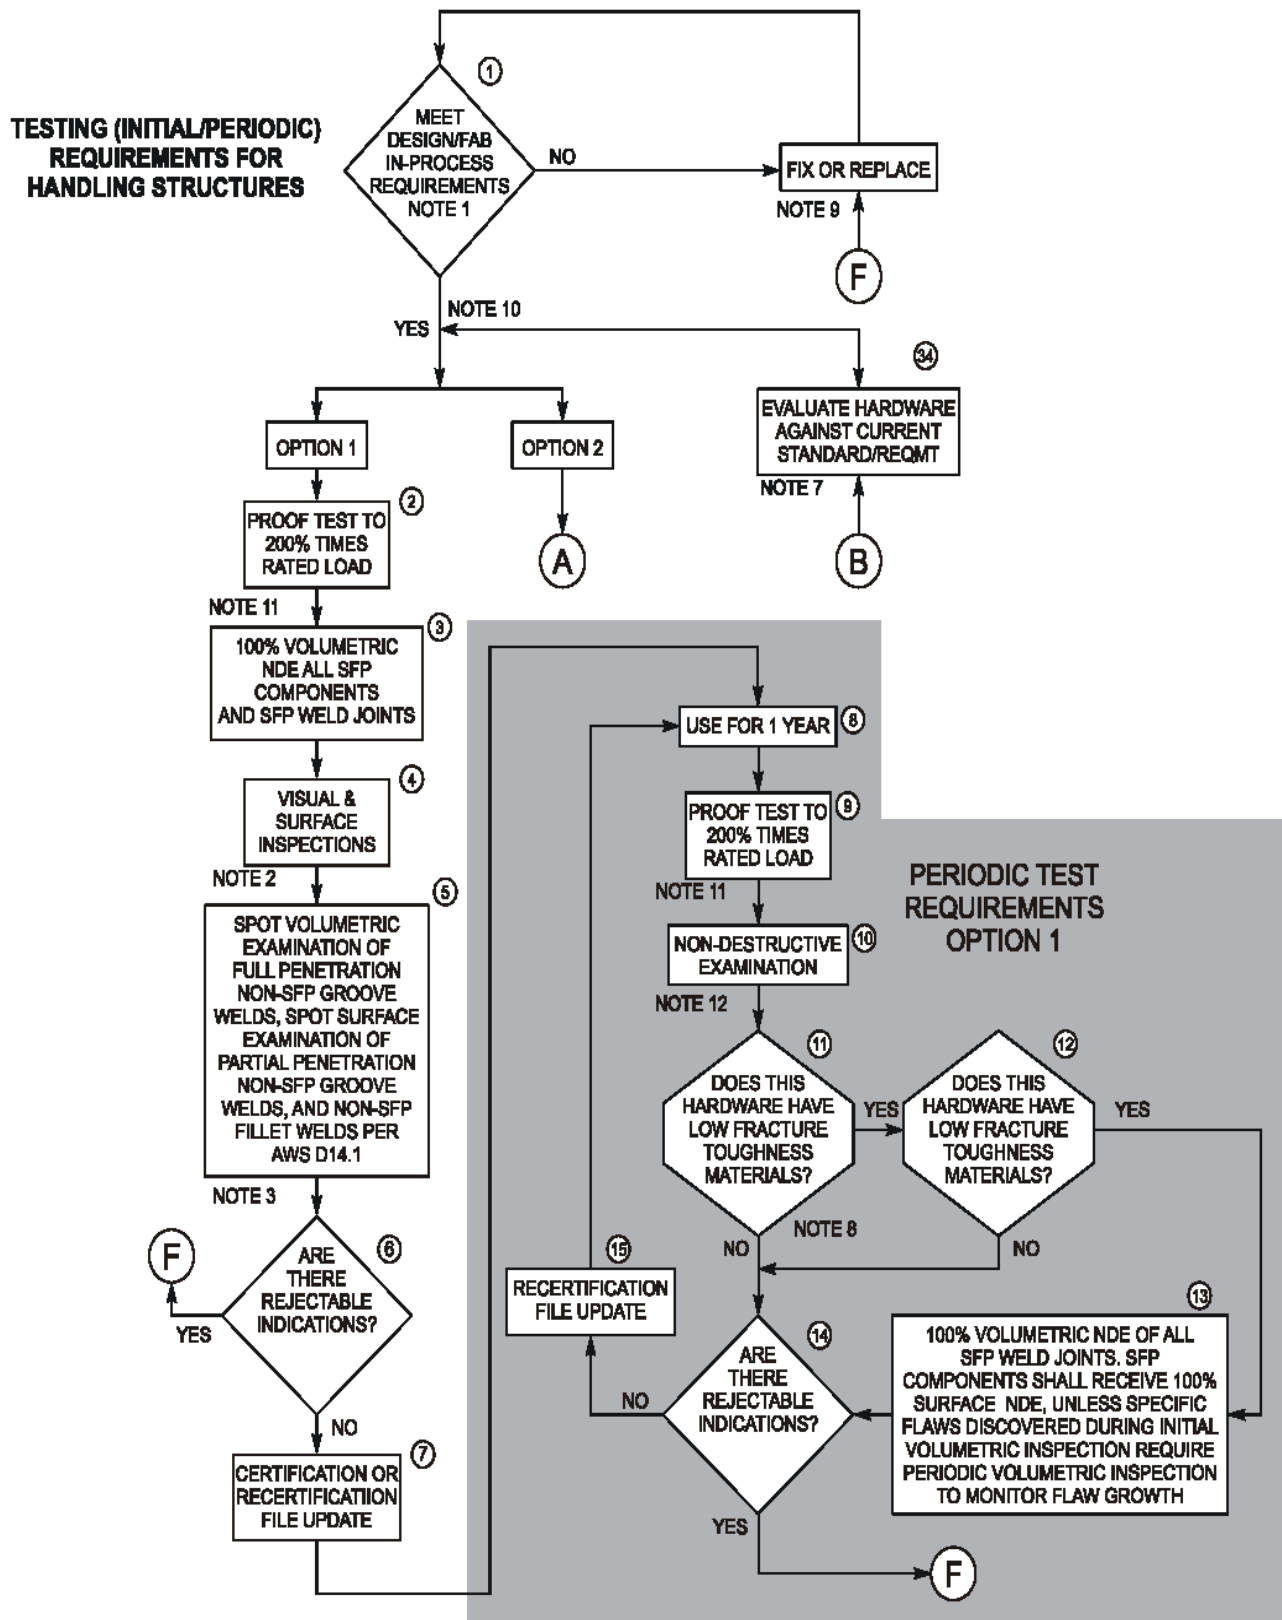 TESTING (INITIAL/PERIODIC)
REQUIREMENTS FOR
HANDLING STRUCTURES
1
MEET
DESIGN/FAB
IN-PROCESS
REQUIREMENTS
NOTE 1
NO
FIX OR REPLACE
NOTE 9
F
NOTE 10
YES
34
EVALUATE HARDWARE
AGAINST CURRENT
STANDARD/REQMT
NOTE 7
B
OPTION 1
OPTION 2
A
2
PROOF TEST TO
200% TIMES
RATED LOAD
NOTE 11
3
100% VOLUMETRIC
NDE ALL SFP
COMPONENTS
AND SFP WELD JOINTS
4
VISUAL &
SURFACE
INSPECTIONS
NOTE 2
5
SPOT VOLUMETRIC
EXAMINATION OF
FULL PENETRATION
NON-SFP GROOVE
WELDS, SPOT SURFACE
EXAMINATION OF
PARTIAL PENETRATION
NON-SFP GROOVE
WELDS, AND NON-SFP
FILLET WELDS PER
AWS D14.1
NOTE 3
6
ARE
THERE
REJECTABLE
INDICATIONS?
F
YES
NO
7
CERTIFICATION OR
RECERTIFICATIION
FILE UPDATE
PERIODIC TEST
REQUIREMENTS
OPTION 1
USE FOR 1 YEAR
8
PROOF TEST TO
200% TIMES
RATED LOAD
9
NOTE 11
NON-DESTRUCTIVE
EXAMINATION
10
NOTE 12
11
DOES THIS
HARDWARE HAVE
LOW FRACTURE
TOUGHNESS
MATERIALS?
YES
NOTE 8
NO
12
DOES THIS
HARDWARE HAVE
LOW FRACTURE
TOUGHNESS
MATERIALS?
YES
NO
13
100% VOLUMETRIC NDE OF ALL
SFP WELD JOINTS. SFP
COMPONENTS SHALL RECEIVE 100%
SURFACE NDE, UNLESS SPECIFIC
FLAWS DISCOVERED DURING INITIAL
VOLUMETRIC INSPECTION REQUIRE
PERIODIC VOLUMETRIC INSPECTION
TO MONITOR FLAW GROWTH
14
ARE
THERE
REJECTABLE
INDICATIONS?
NO
15
RECERTIFICATION
FILE UPDATE
YES
F